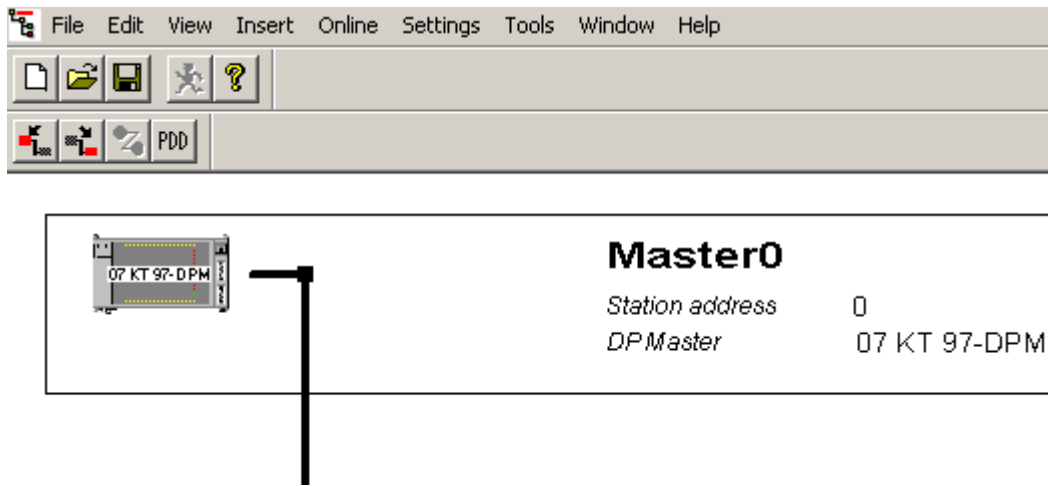 File Edit View Insert Online Settings Tools Window Help
PDD
07 KT 97-DPM
Master0
Station address 0
DP Master 07 KT 97-DPM